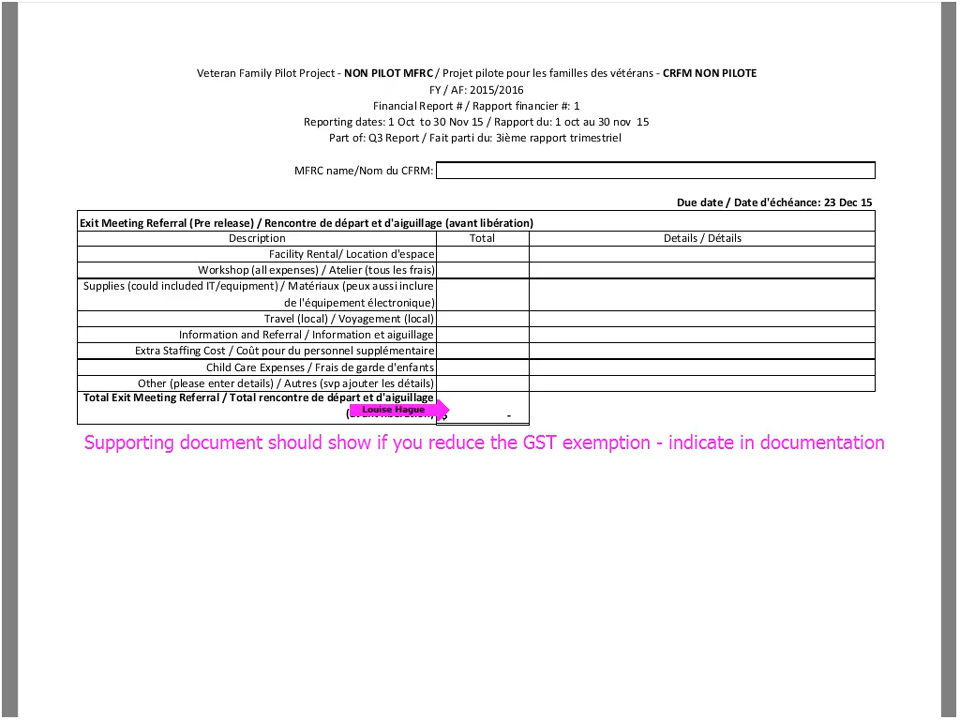 Veteran Family Pilot Project - NON PILOT MFRC / Projet pilote pour les familles des vétérans - CRFM NON PILOTE
FY / AF: 2015/2016
Financial Report # / Rapport financier #: 1
Reporting dates: 1 Oct to 30 Nov 15 / Rapport du: 1 oct au 30 nov 15
Part of: Q3 Report / Fait parti du: 3ième rapport trimestriel
MFRC name/Nom du CFRM:
Due date / Date d'échéance: 23 Dec 15
Exit Meeting Referral (Pre release) / Rencontre de départ et d'aiguillage (avant libération)
Description Total Details / Détails
Facility Rental/ Location d'espace
Workshop (all expenses) / Atelier (tous les frais)
Supplies (could included IT/equipment) / Matériaux (peux aussi inclure
de l'équipement électronique)
Travel (local) / Voyagement (local)
Information and Referral / Information et aiguillage
Extra Staffing Cost / Coût pour du personnel supplémentaire
Child Care Expenses / Frais de garde d'enfants
Other (please enter details) / Autres (svp ajouter les détails)
Total Exit Meeting Referral / Total rencontre de départ et d'aiguillage
Louise Hague $ -
Supporting document should show if you reduce the GST exemption - indicate in documentation